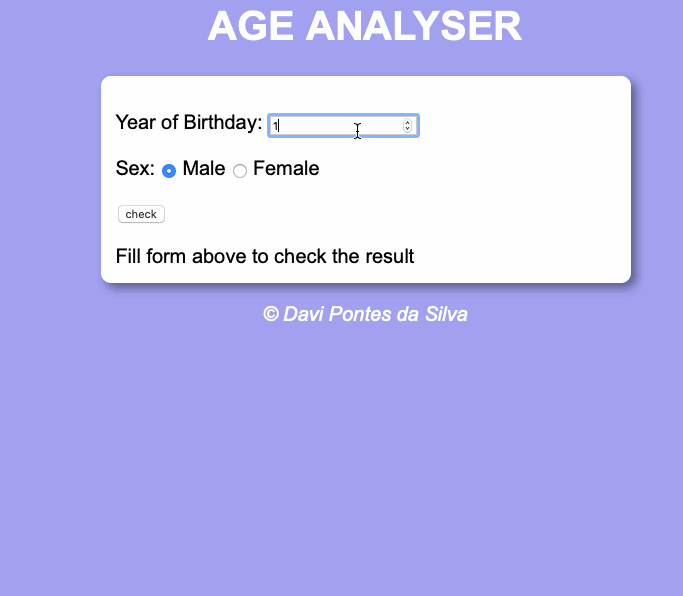 AGE ANALYSER
Year of Birthday: 1
Sex: Male Female
check
Fill form above to check the result
© Davi Pontes da Silva